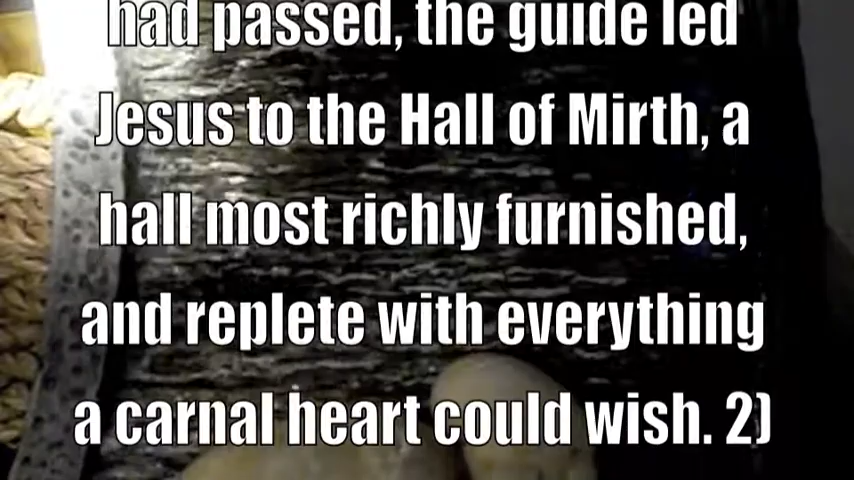 had passed, the guide led
Jesus to the Hall of Mirth, a
hall most richly furnished,
and replete with everything
a carnal heart could wish. 2)